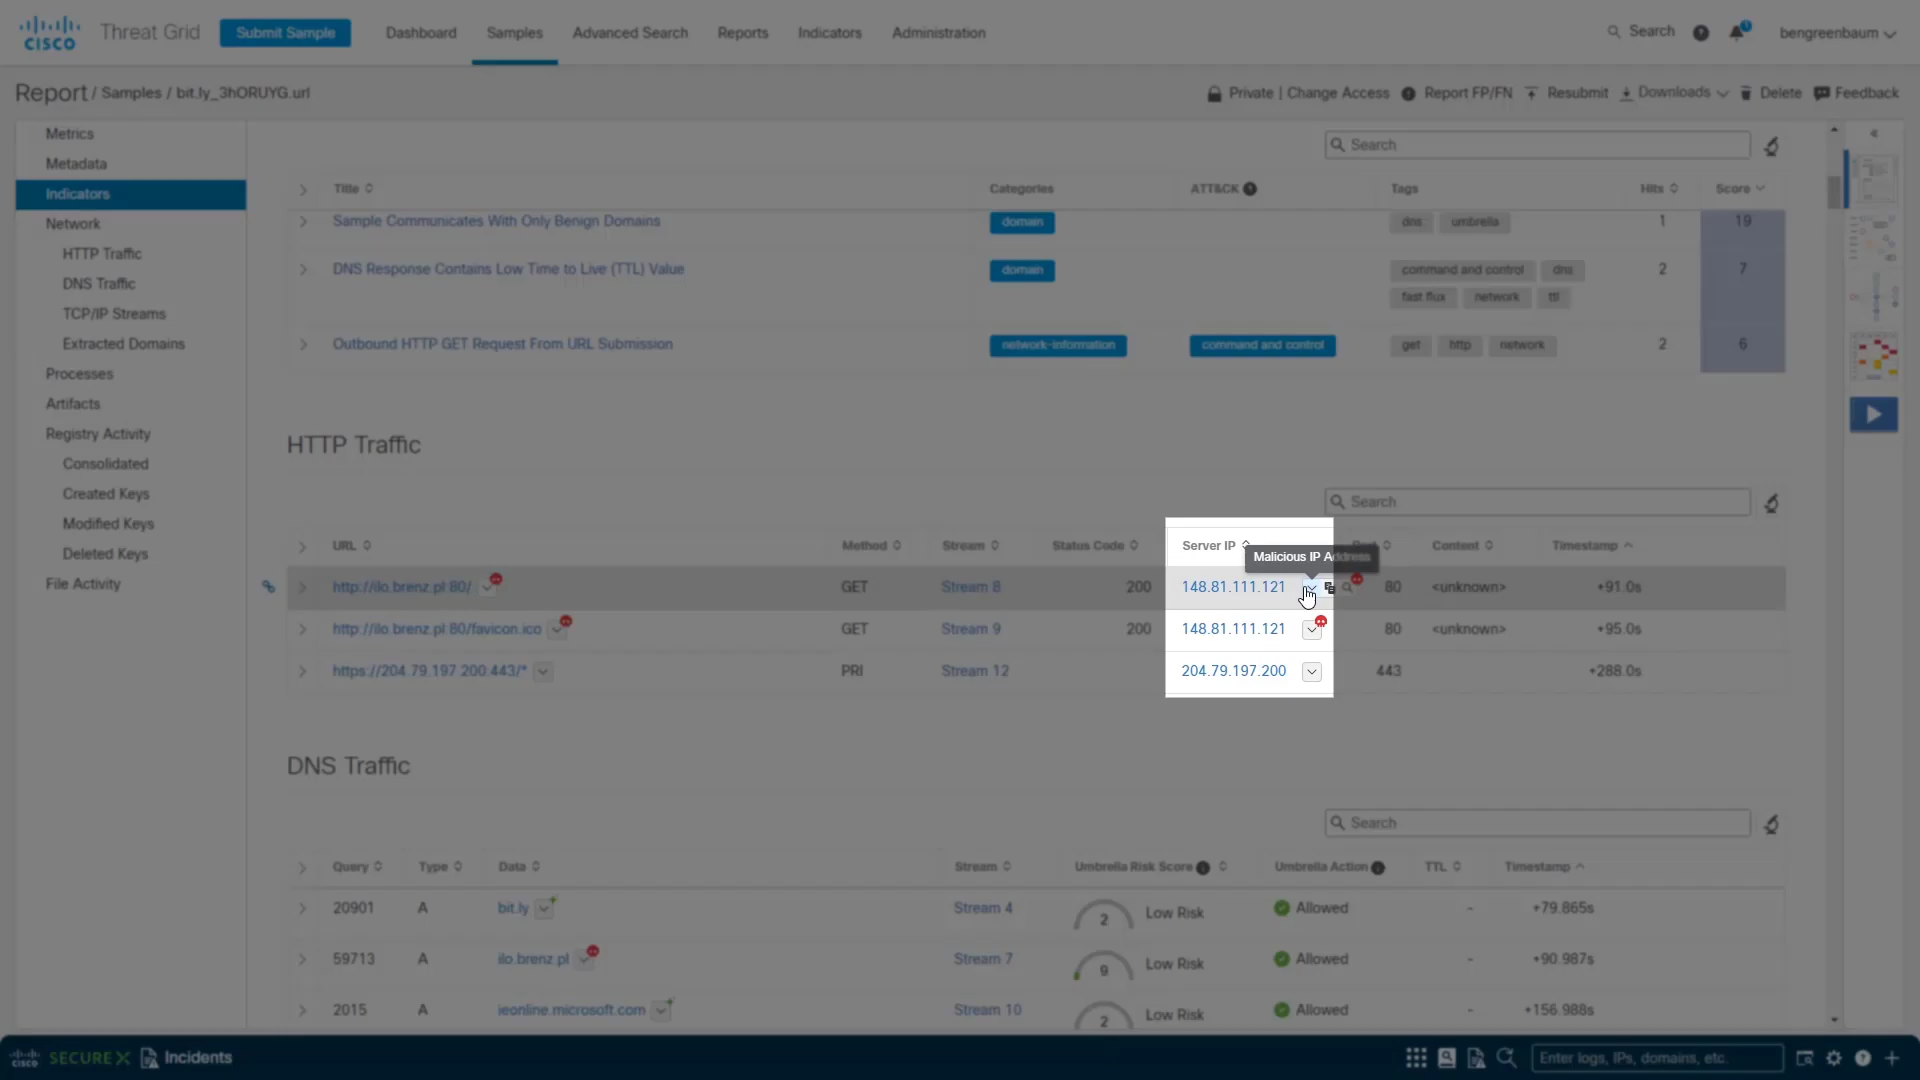 CISCO Threat Grid Submit Sample Dashboard Samples Advanced Search Reports Indicators Administration Search ? 1 bengreenbaum
Report / Samples / bit.ly_3hORUYG.url Private | Change Access Report FP/FN Resubmit Downloads Delete Feedback
Metrics
Metadata
Indicators
Network
HTTP Traffic
DNS Traffic
TCP/IP Streams
Extracted Domains
Processes
Artifacts
Registry Activity
Consolidated
Created Keys
Modified Keys
Deleted Keys
File Activity
Search
Title Categories ATT&CK ? Tags Hits Score
Sample Communicates With Only Benign Domains domain dns umbrella 1 19
DNS Response Contains Low Time to Live (TTL) Value domain command and control dns 2 7
fast flux network ttl
Outbound HTTP GET Request From URL Submission network-information command and control get http network 2 6
HTTP Traffic
Search
URL Method Stream Status Code Server IP Content Timestamp
Malicious IP Address
http://ilo.brenz.pl:80/ GET Stream 8 200 148.81.111.121 80 <unknown> +91.0s
http://ilo.brenz.pl:80/favicon.ico GET Stream 9 200 148.81.111.121 80 <unknown> +95.0s
https://204.79.197.200:443/* PRI Stream 12 204.79.197.200 443 +288.0s
DNS Traffic
Search
Query Type Data Stream Umbrella Risk Score Umbrella Action TTL Timestamp
20901 A bit.ly Stream 4 2 Low Risk Allowed - +79.865s
59713 A ilo.brenz.pl Stream 7 9 Low Risk Allowed - +90.987s
2015 A ieonline.microsoft.com Stream 10 2 Low Risk Allowed - +156.988s
CISCO SECUREX Incidents Enter logs, IPs, domains, etc. ?